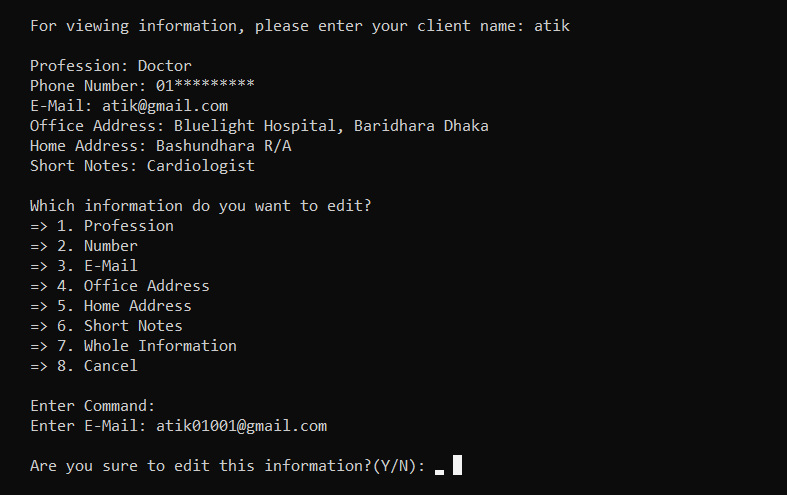 For viewing information, please enter your client name: atik
Profession: Doctor
Phone Number: 01*********
E-Mail: atik@gmail.com
Office Address: Bluelight Hospital, Baridhara Dhaka
Home Address: Bashundhara R/A
Short Notes: Cardiologist
Which information do you want to edit?
=> 1. Profession
=> 2. Number
=> 3. E-Mail
=> 4. Office Address
=> 5. Home Address
=> 6. Short Notes
=> 7. Whole Information
=> 8. Cancel
Enter Command:
Enter E-Mail: atik01001@gmail.com
Are you sure to edit this information?(Y/N):